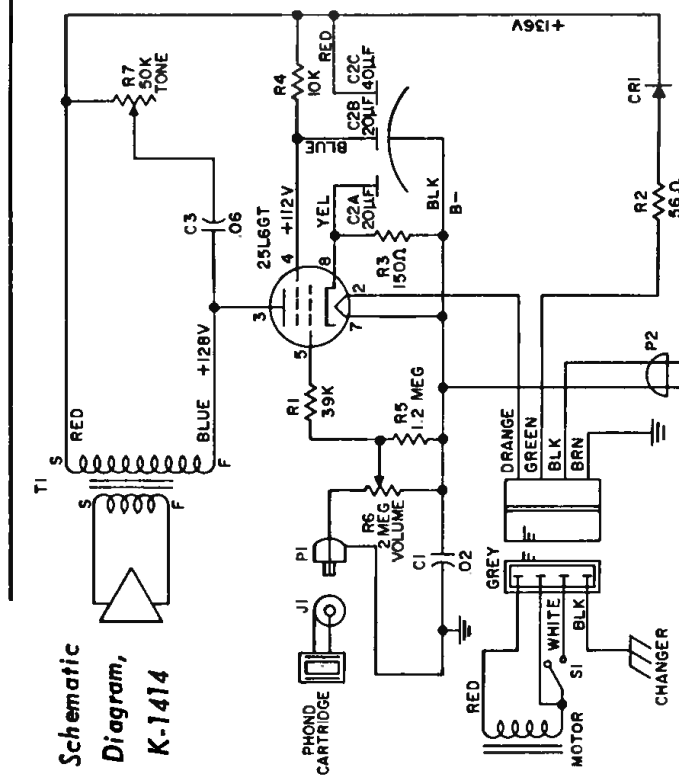 Schematic
Diagram,
K-1414
T1
S
F
S
F
RED
BLUE
+128V
C3
.06
R7
50K
TONE
25L6GT
3
4
+112V
R4
10K
RED
+136V
5
8
YEL
BLUE
C2A
20µF
C2B
20µF
C2C
40µF
7
2
R3
150Ω
BLK
B-
R1
39K
R5
1.2 MEG
R6
2 MEG
VOLUME
P1
J1
PHONO
CARTRIDGE
C1
.02
ORANGE
GREEN
BLK
BRN
GREY
RED
WHITE
BLK
S1
MOTOR
CHANGER
P2
R2
56Ω
CR1